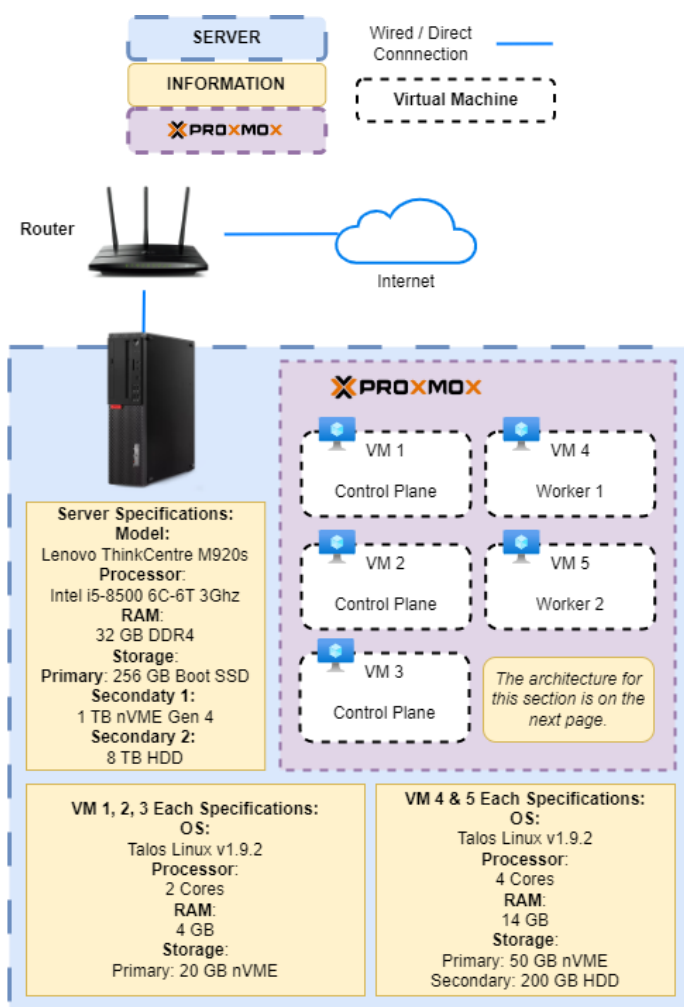 SERVER
INFORMATION
PROXMOX
Wired / Direct
Connnection
Virtual Machine
Router
Internet
PROXMOX
VM 1
Control Plane
VM 4
Worker 1
VM 2
Control Plane
VM 5
Worker 2
VM 3
Control Plane
The architecture for
this section is on the
next page.
Server Specifications:
Model:
Lenovo ThinkCentre M920s
Processor:
Intel i5-8500 6C-6T 3Ghz
RAM:
32 GB DDR4
Storage:
Primary: 256 GB Boot SSD
Secondaty 1:
1 TB nVME Gen 4
Secondary 2:
8 TB HDD
VM 1, 2, 3 Each Specifications:
OS:
Talos Linux v1.9.2
Processor:
2 Cores
RAM:
4 GB
Storage:
Primary: 20 GB nVME
VM 4 & 5 Each Specifications:
OS:
Talos Linux v1.9.2
Processor:
4 Cores
RAM:
14 GB
Storage:
Primary: 50 GB nVME
Secondary: 200 GB HDD